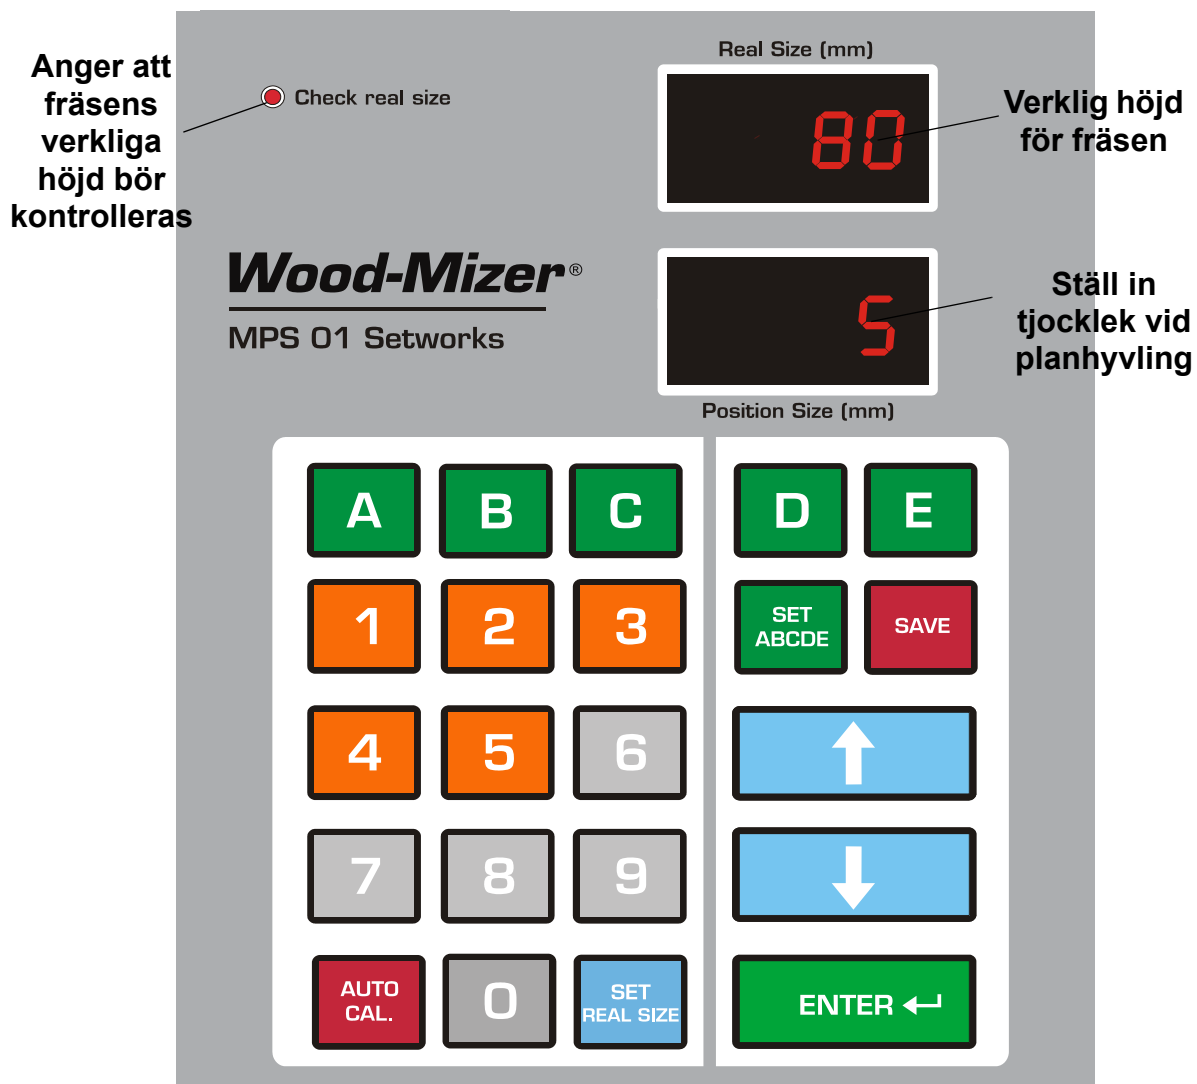 Anger att
fräsens
verkliga
höjd bör
kontrolleras
Check real size
Real Size (mm)
80
Verklig höjd
för fräsen
Wood-Mizer®
MPS 01 Setworks
5
Position Size (mm)
Ställ in
tjocklek vid
planhyvling
A B C D E
1 2 3
SET
ABCDE
SAVE
4 5 6
7 8 9
AUTO
CAL.
0
SET
REAL SIZE
ENTER